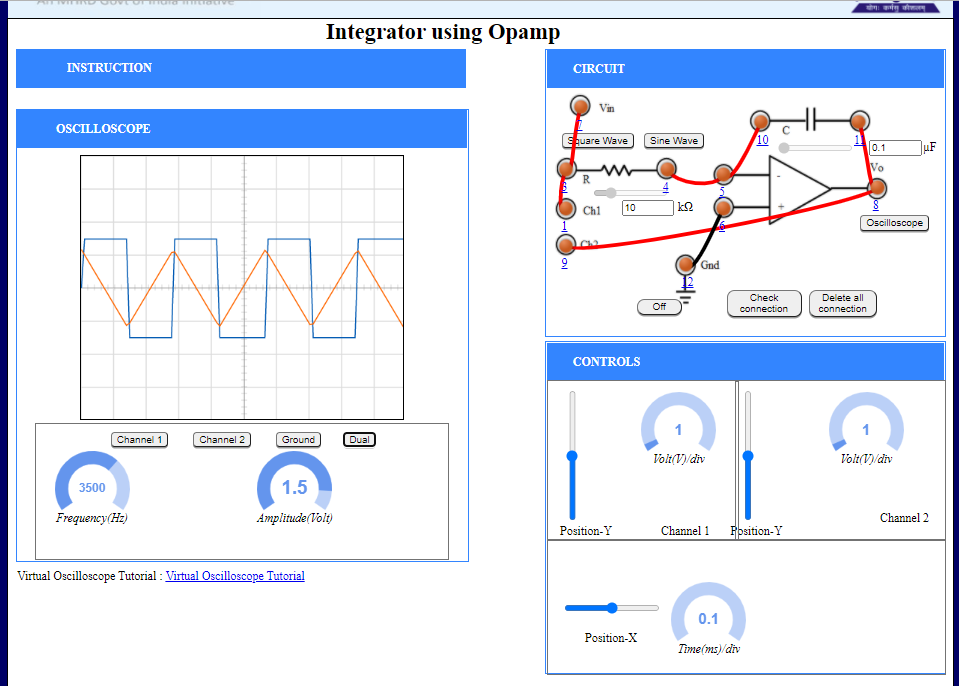 An MHRD Govt of India Initiative
योगः कर्मसु कौशलम्
Integrator using Opamp
INSTRUCTION
CIRCUIT
OSCILLOSCOPE
Vin
7
Square Wave
Sine Wave
10
C
11
0.1
μF
Vo
3
R
4
5
8
Ch1
10
kΩ
-
+
1
6
Oscilloscope
Ch2
9
Gnd
12
Off
Check
connection
Delete all
connection
CONTROLS
1
Volt(V)/div
1
Volt(V)/div
Position-Y
Channel 1
Position-Y
Channel 2
Channel 1
Channel 2
Ground
Dual
3500
Frequency(Hz)
1.5
Amplitude(Volt)
Virtual Oscilloscope Tutorial : Virtual Oscilloscope Tutorial
Position-X
0.1
Time(ms)/div